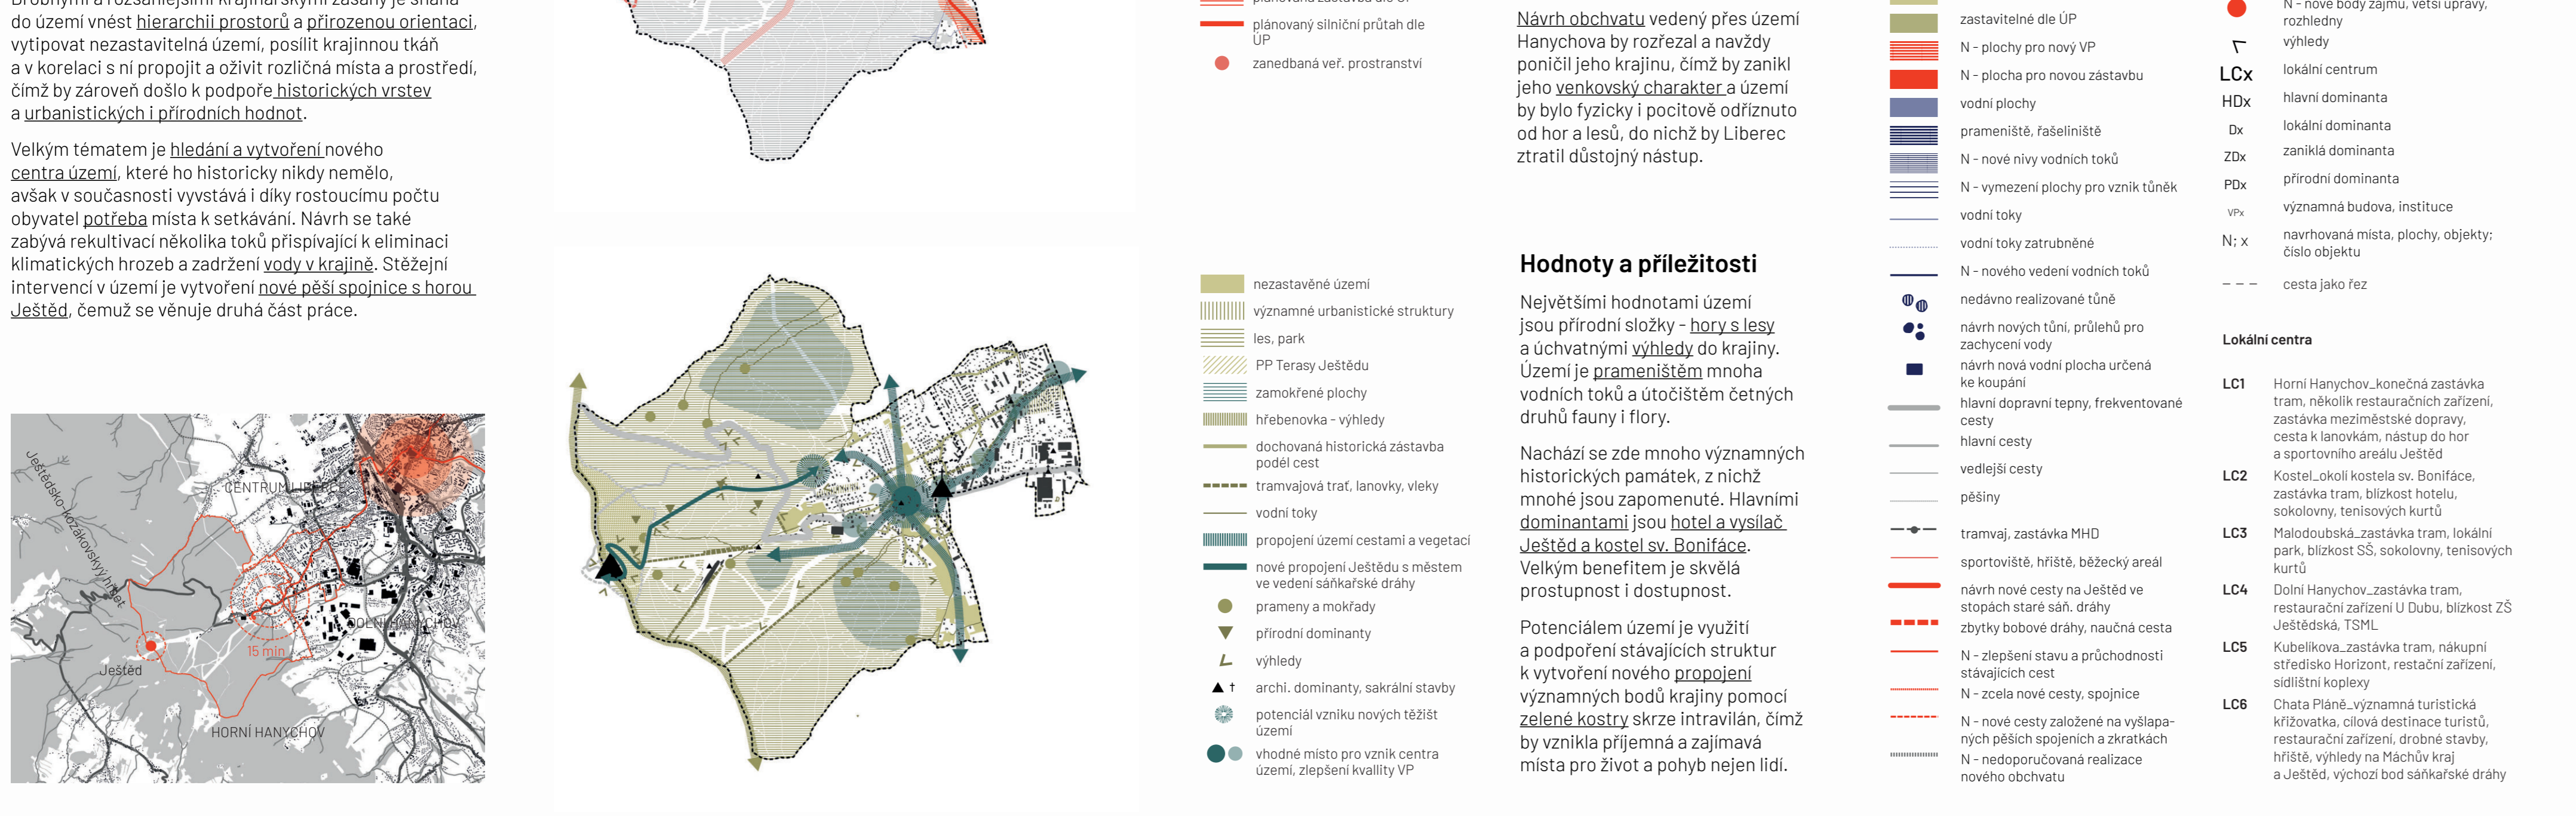 do území vnést hierarchii prostorů a přirozenou orientaci,
vytipovat nezastavitelná území, posílit krajinnou tkáň
a v korelaci s ní propojit a oživit rozličná místa a prostředí,
čímž by zároveň došlo k podpoře historických vrstev
a urbanistických i přírodních hodnot.
Velkým tématem je hledání a vytvoření nového
centra území, které ho historicky nikdy nemělo,
avšak v současnosti vyvstává i díky rostoucímu počtu
obyvatel potřeba místa k setkávání. Návrh se také
zabývá rekultivací několika toků přispívající k eliminaci
klimatických hrozeb a zadržení vody v krajině. Stěžejní
intervencí v území je vytvoření nové pěší spojnice s horou
Ještěd, čemuž se věnuje druhá část práce.
Ještědsko-kozákovský hřbet
CENTRUM LIBEREC
DOLNÍ HANYCHOV
15 min
Ještěd
HORNÍ HANYCHOV
plánovaný silniční průtah dle
ÚP
zanedbaná veř. prostranství
nezastavěné území
významné urbanistické struktury
les, park
PP Terasy Ještědu
zamokřené plochy
hřebenovka - výhledy
dochovaná historická zástavba
podél cest
tramvajová trať, lanovky, vleky
vodní toky
propojení území cestami a vegetací
nové propojení Ještědu s městem
ve vedení sáňkařské dráhy
prameny a mokřady
přírodní dominanty
výhledy
archi. dominanty, sakrální stavby
potenciál vzniku nových těžišt
území
vhodné místo pro vznik centra
území, zlepšení kvallity VP
Návrh obchvatu vedený přes území
Hanychova by rozřezal a navždy
poničil jeho krajinu, čímž by zanikl
jeho venkovský charakter a území
by bylo fyzicky i pocitově odříznuto
od hor a lesů, do nichž by Liberec
ztratil důstojný nástup.
Hodnoty a příležitosti
Největšími hodnotami území
jsou přírodní složky - hory s lesy
a úchvatnými výhledy do krajiny.
Území je prameništěm mnoha
vodních toků a útočištěm četných
druhů fauny i flory.
Nachází se zde mnoho významných
historických památek, z nichž
mnohé jsou zapomenuté. Hlavními
dominantami jsou hotel a vysílač
Ještěd a kostel sv. Bonifáce.
Velkým benefitem je skvělá
prostupnost i dostupnost.
Potenciálem území je využití
a podpoření stávajících struktur
k vytvoření nového propojení
významných bodů krajiny pomocí
zelené kostry skrze intravilán, čímž
by vznikla příjemná a zajímavá
místa pro život a pohyb nejen lidí.
zastavitelné dle ÚP
N - plochy pro nový VP
N - plocha pro novou zástavbu
vodní plochy
prameniště, řašeliniště
N - nové nivy vodních toků
N - vymezení plochy pro vznik tůněk
vodní toky
vodní toky zatrubněné
N - nového vedení vodních toků
nedávno realizované tůně
návrh nových tůní, průlehů pro
zachycení vody
návrh nová vodní plocha určená
ke koupání
hlavní dopravní tepny, frekventované
cesty
hlavní cesty
vedlejší cesty
pěšiny
tramvaj, zastávka MHD
sportoviště, hřiště, běžecký areál
návrh nové cesty na Ještěd ve
stopách staré sáň. dráhy
zbytky bobové dráhy, naučná cesta
N - zlepšení stavu a průchodnosti
stávajících cest
N - zcela nové cesty, spojnice
N - nové cesty založené na vyšlapa-
ných pěších spojeních a zkratkách
N - nedoporučovaná realizace
nového obchvatu
N - nové body zájmu, větší úpravy,
rozhledny
výhledy
LCx lokální centrum
HDx hlavní dominanta
Dx lokální dominanta
ZDx zaniklá dominanta
PDx přírodní dominanta
VPx významná budova, instituce
N; x navrhovaná místa, plochy, objekty;
číslo objektu
cesta jako řez
Lokální centra
LC1 Horní Hanychov_konečná zastávka
tram, několik restauračních zařízení,
zastávka meziměstské dopravy,
cesta k lanovkám, nástup do hor
a sportovního areálu Ještěd
LC2 Kostel_okolí kostela sv. Bonifáce,
zastávka tram, blízkost hotelu,
sokolovny, tenisových kurtů
LC3 Malodoubská_zastávka tram, lokální
park, blízkost SŠ, sokolovny, tenisových
kurtů
LC4 Dolní Hanychov_zastávka tram,
restaurační zařízení U Dubu, blízkost ZŠ
Ještědská, TSML
LC5 Kubelíkova_zastávka tram, nákupní
středisko Horizont, restační zařízení,
sídlištní koplexy
LC6 Chata Pláně_významná turistická
křižovatka, cílová destinace turistů,
restaurační zařízení, drobné stavby,
hřiště, výhledy na Máchův kraj
a Ještěd, výchozí bod sáňkařské dráhy